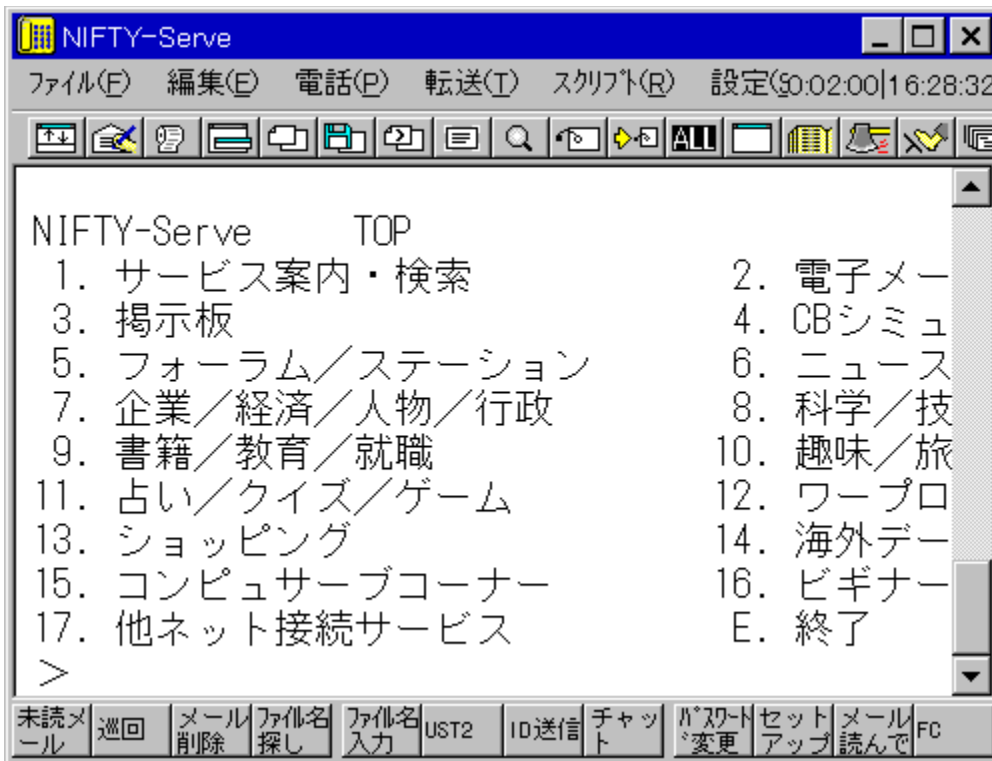 NIFTY-Serve
ファイル(F) 編集(E) 電話(P) 転送(T) スクリプト(R) 設定(S 0:02:00|16:28:32
ALL
NIFTY-Serve TOP
1. サービス案内・検索 2. 電子メー
3. 掲示板 4. CBシミュ
5. フォーラム／ステーション 6. ニュース
7. 企業／経済／人物／行政 8. 科学／技
9. 書籍／教育／就職 10. 趣味／旅
11. 占い／クイズ／ゲーム 12. ワープロ
13. ショッピング 14. 海外デー
15. コンピュサーブコーナー 16. ビギナー
17. 他ネット接続サービス E. 終了
>
未読メール 巡回 メール削除 ファイル名探し ファイル名入力 UST2 ID送信 チャット パスワード変更 セットアップ メール読んで FC